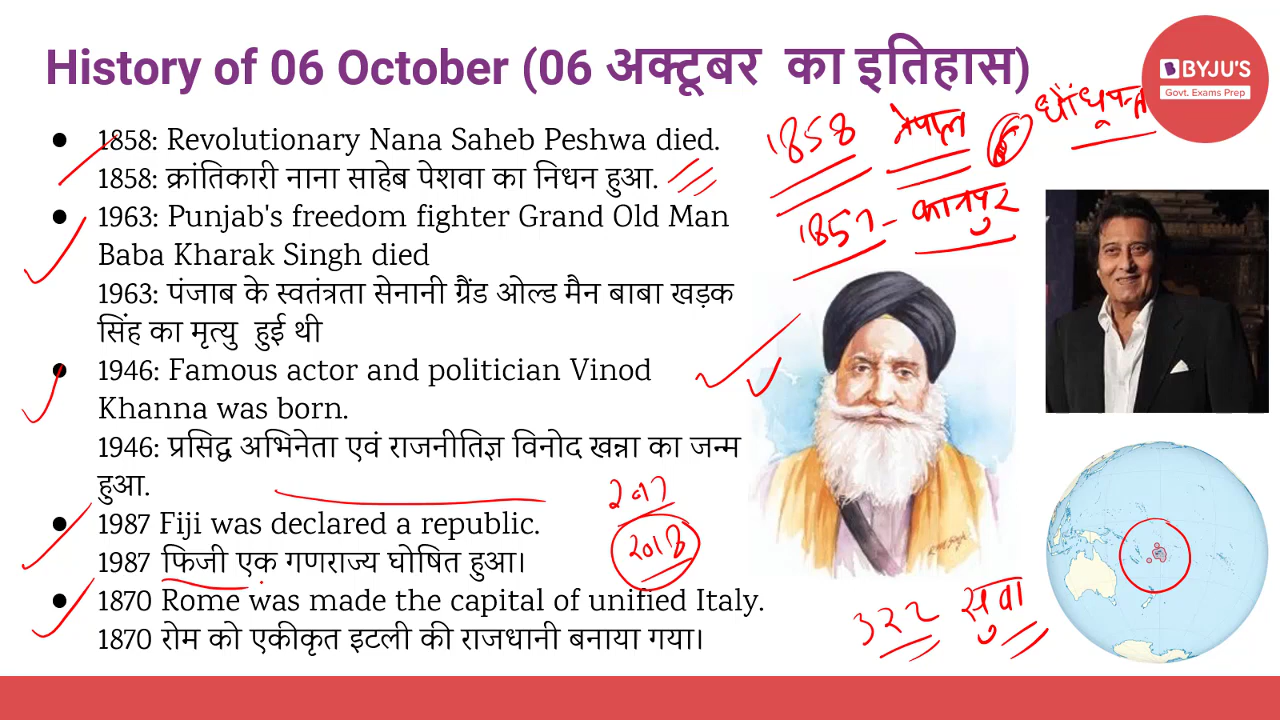 History of 06 October (06 अक्टूबर का इतिहास)
BYJU'S
Govt. Exams Prep
● 1858: Revolutionary Nana Saheb Peshwa died.
1858: क्रांतिकारी नाना साहेब पेशवा का निधन हुआ.
● 1963: Punjab's freedom fighter Grand Old Man
Baba Kharak Singh died
1963: पंजाब के स्वतंत्रता सेनानी ग्रैंड ओल्ड मैन बाबा खड़क
सिंह का मृत्यु हुई थी
● 1946: Famous actor and politician Vinod
Khanna was born.
1946: प्रसिद्ध अभिनेता एवं राजनीतिज्ञ विनोद खन्ना का जन्म
हुआ.
● 1987 Fiji was declared a republic.
1987 फिजी एक गणराज्य घोषित हुआ।
● 1870 Rome was made the capital of unified Italy.
1870 रोम को एकीकृत इटली की राजधानी बनाया गया।
1858 नेपाल
1857 - कानपुर
2018
322 सुवा